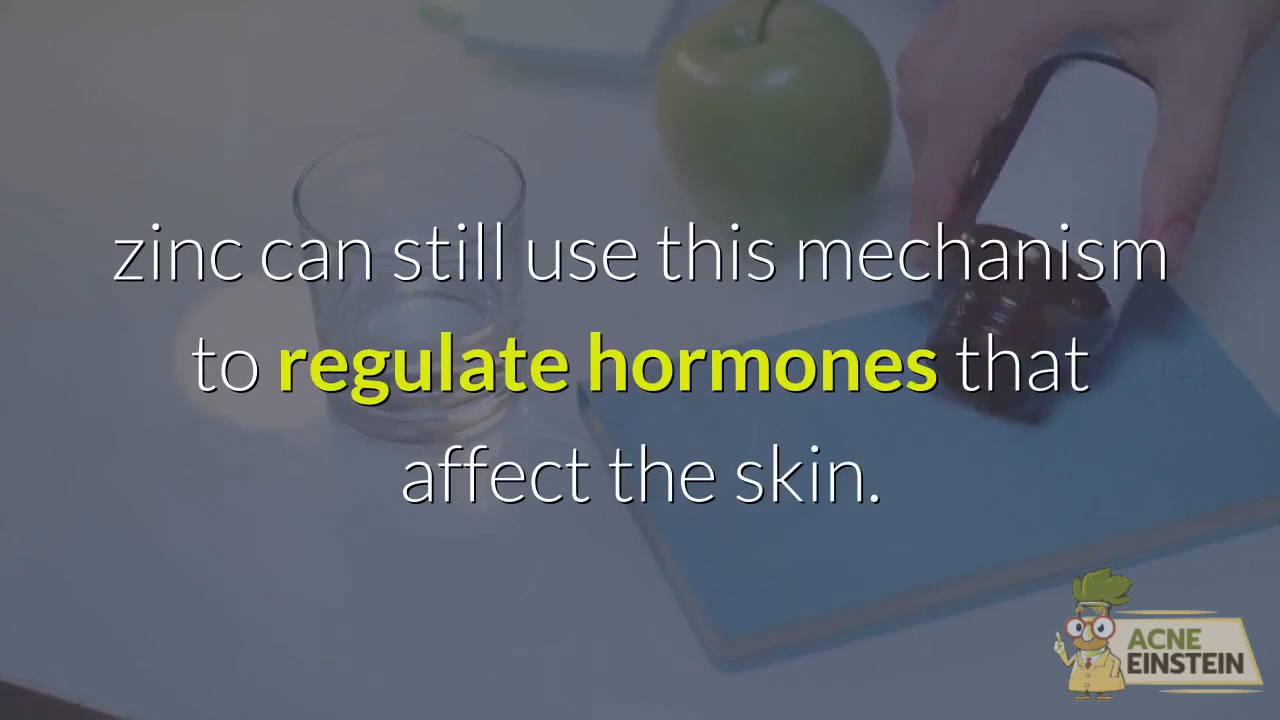 zinc can still use this mechanism
to regulate hormones that
affect the skin.
ACNE
EINSTEIN